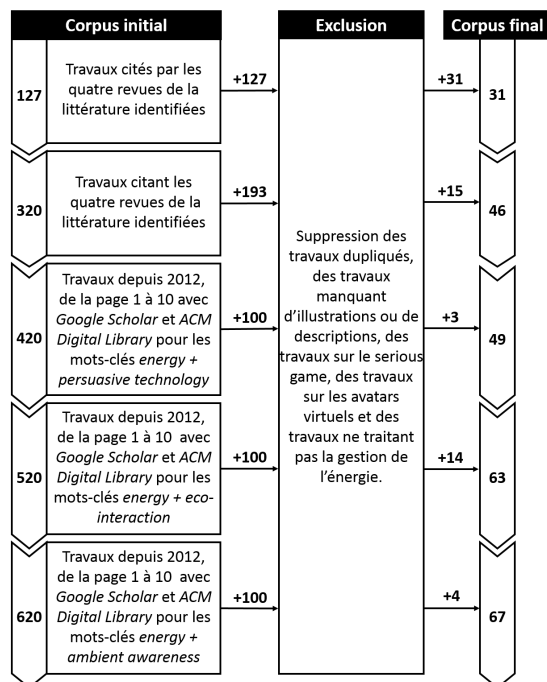 Corpus initial
Exclusion
Corpus final
127
Travaux cités par les
quatre revues de la
littérature identifiées
+127
+31
31
320
Travaux citant les
quatre revues de la
littérature identifiées
+193
+15
46
420
Travaux depuis 2012,
de la page 1 à 10 avec
Google Scholar et ACM
Digital Library pour les
mots-clés energy +
persuasive technology
+100
+3
49
520
Travaux depuis 2012,
de la page 1 à 10 avec
Google Scholar et ACM
Digital Library pour les
mots-clés energy + eco-
interaction
+100
+14
63
620
Travaux depuis 2012,
de la page 1 à 10 avec
Google Scholar et ACM
Digital Library pour les
mots-clés energy +
ambient awareness
+100
+4
67
Suppression des
travaux dupliqués,
des travaux
manquant
d'illustrations ou de
descriptions, des
travaux sur le serious
game, des travaux
sur les avatars
virtuels et des
travaux ne traitant
pas la gestion de
l'énergie.